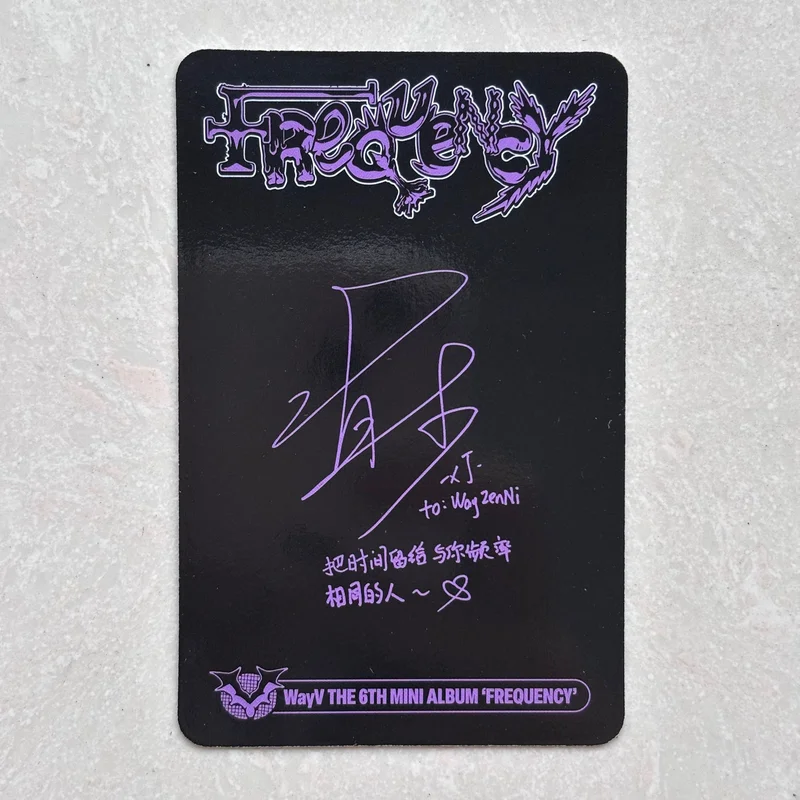 FREQUENCY
XJ
to: WayZenNi
把时间留给与你频率
相同的人～
WayV THE 6TH MINI ALBUM ‘FREQUENCY’